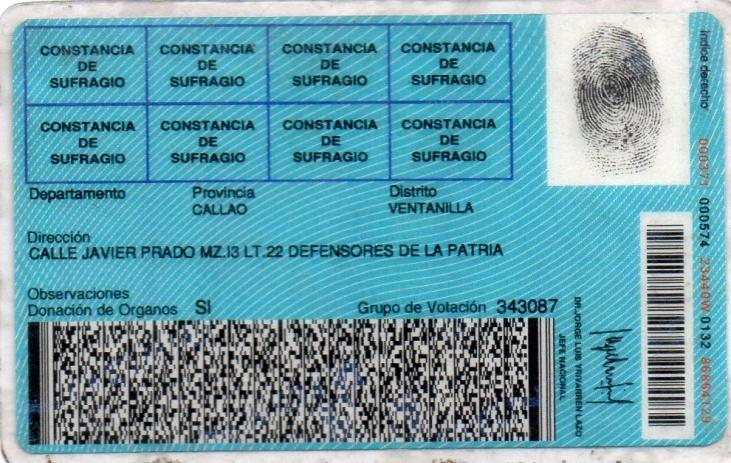 CONSTANCIA DE SUFRAGIO
CONSTANCIA DE SUFRAGIO
CONSTANCIA DE SUFRAGIO
CONSTANCIA DE SUFRAGIO
CONSTANCIA DE SUFRAGIO
CONSTANCIA DE SUFRAGIO
CONSTANCIA DE SUFRAGIO
CONSTANCIA DE SUFRAGIO
Departamento Provincia Distrito
CALLAO VENTANILLA
Dirección
CALLE JAVIER PRADO MZ.I3 LT.22 DEFENSORES DE LA PATRIA
Observaciones
Donación de Organos SI Grupo de Votación 343087
Indice derecho
000574
0132
DR. JORGE LUIS YRIVARREN LAZO
JEFE NACIONAL